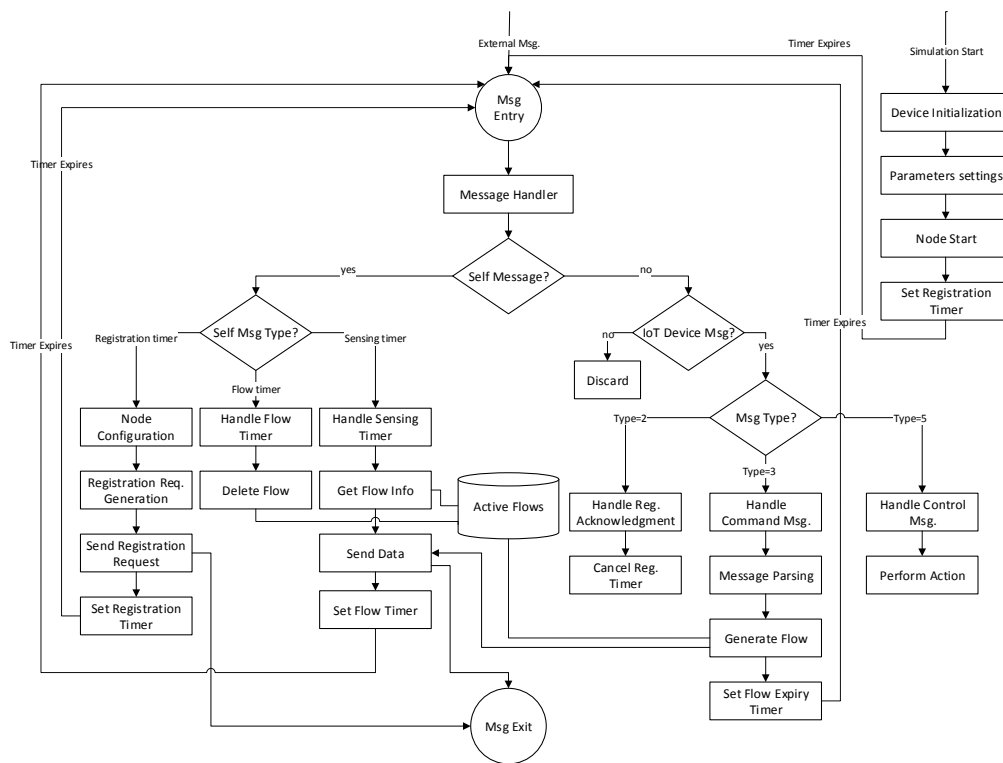 External Msg.
Timer Expires
Simulation Start
Msg
Entry
Device Initialization
Timer Expires
Parameters settings
Message Handler
Node Start
Self Message?
yes
no
Set Registration
Timer
Self Msg Type?
IoT Device Msg?
Timer Expires
Timer Expires
Registration timer
Sensing timer
no
yes
Discard
Flow timer
Node
Configuration
Handle Flow
Timer
Handle Sensing
Timer
Msg Type?
Type=2
Type=5
Type=3
Registration Req.
Generation
Delete Flow
Get Flow Info
Active Flows
Handle Reg.
Acknowledgment
Handle
Command Msg.
Handle Control
Msg.
Send Registration
Request
Send Data
Cancel Reg.
Timer
Message Parsing
Perform Action
Set Registration
Timer
Set Flow Timer
Generate Flow
Set Flow Expiry
Timer
Msg Exit